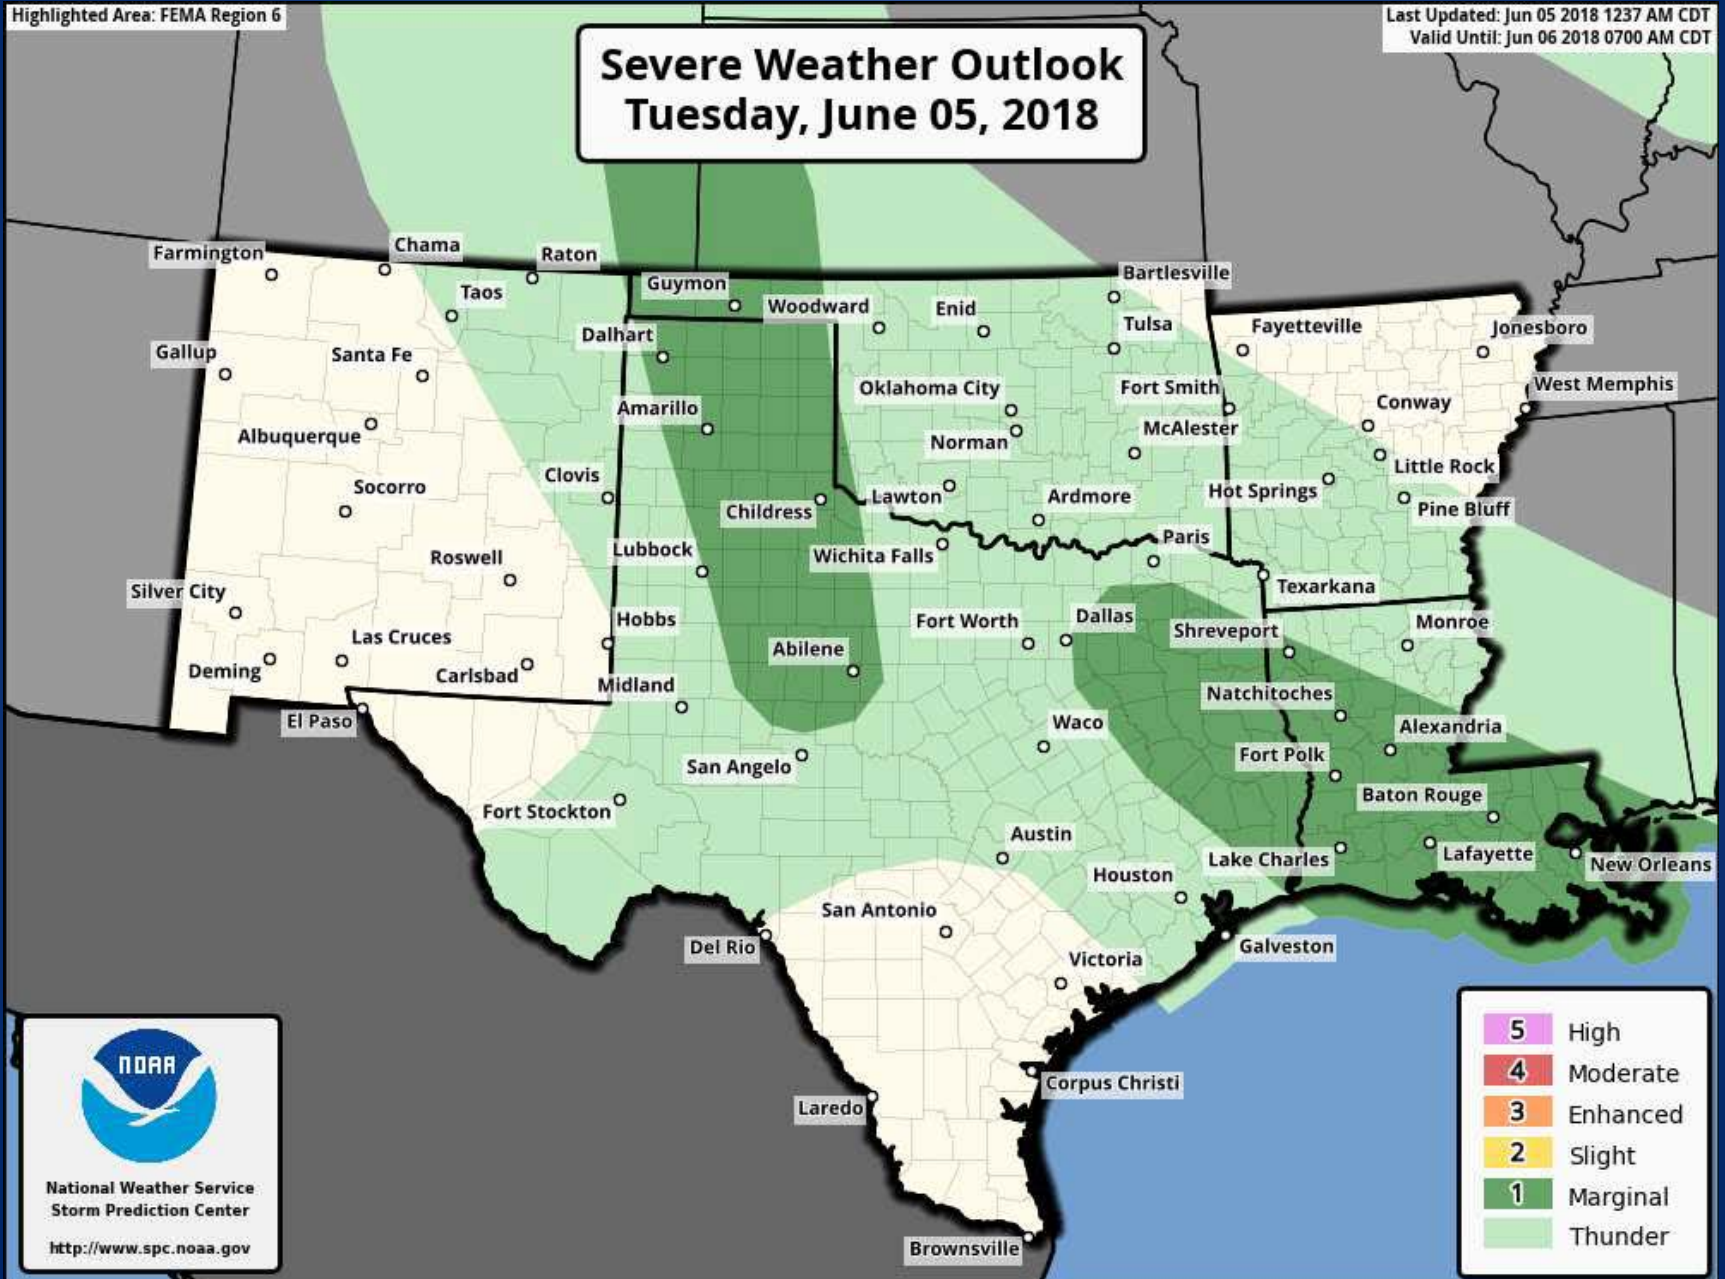 Highlighted Area: FEMA Region 6
Last Updated: Jun 05 2018 1237 AM CDT
Valid Until: Jun 06 2018 0700 AM CDT
Severe Weather Outlook
Tuesday, June 05, 2018
Farmington
Chama
Raton
Taos
Guymon
Woodward
Enid
Bartlesville
Tulsa
Fayetteville
Jonesboro
Gallup
Santa Fe
Dalhart
Oklahoma City
Fort Smith
West Memphis
Albuquerque
Amarillo
Norman
McAlester
Conway
Socorro
Clovis
Childress
Lawton
Ardmore
Hot Springs
Little Rock
Pine Bluff
Roswell
Lubbock
Wichita Falls
Paris
Silver City
Texarkana
Las Cruces
Hobbs
Fort Worth
Dallas
Shreveport
Monroe
Deming
Carlsbad
Midland
Abilene
Natchitoches
El Paso
Waco
Alexandria
San Angelo
Fort Polk
Fort Stockton
Baton Rouge
Austin
Lake Charles
Lafayette
New Orleans
Houston
San Antonio
Del Rio
Galveston
Victoria
Corpus Christi
Laredo
Brownsville
NOAA
National Weather Service
Storm Prediction Center
http://www.spc.noaa.gov
5 High
4 Moderate
3 Enhanced
2 Slight
1 Marginal
Thunder